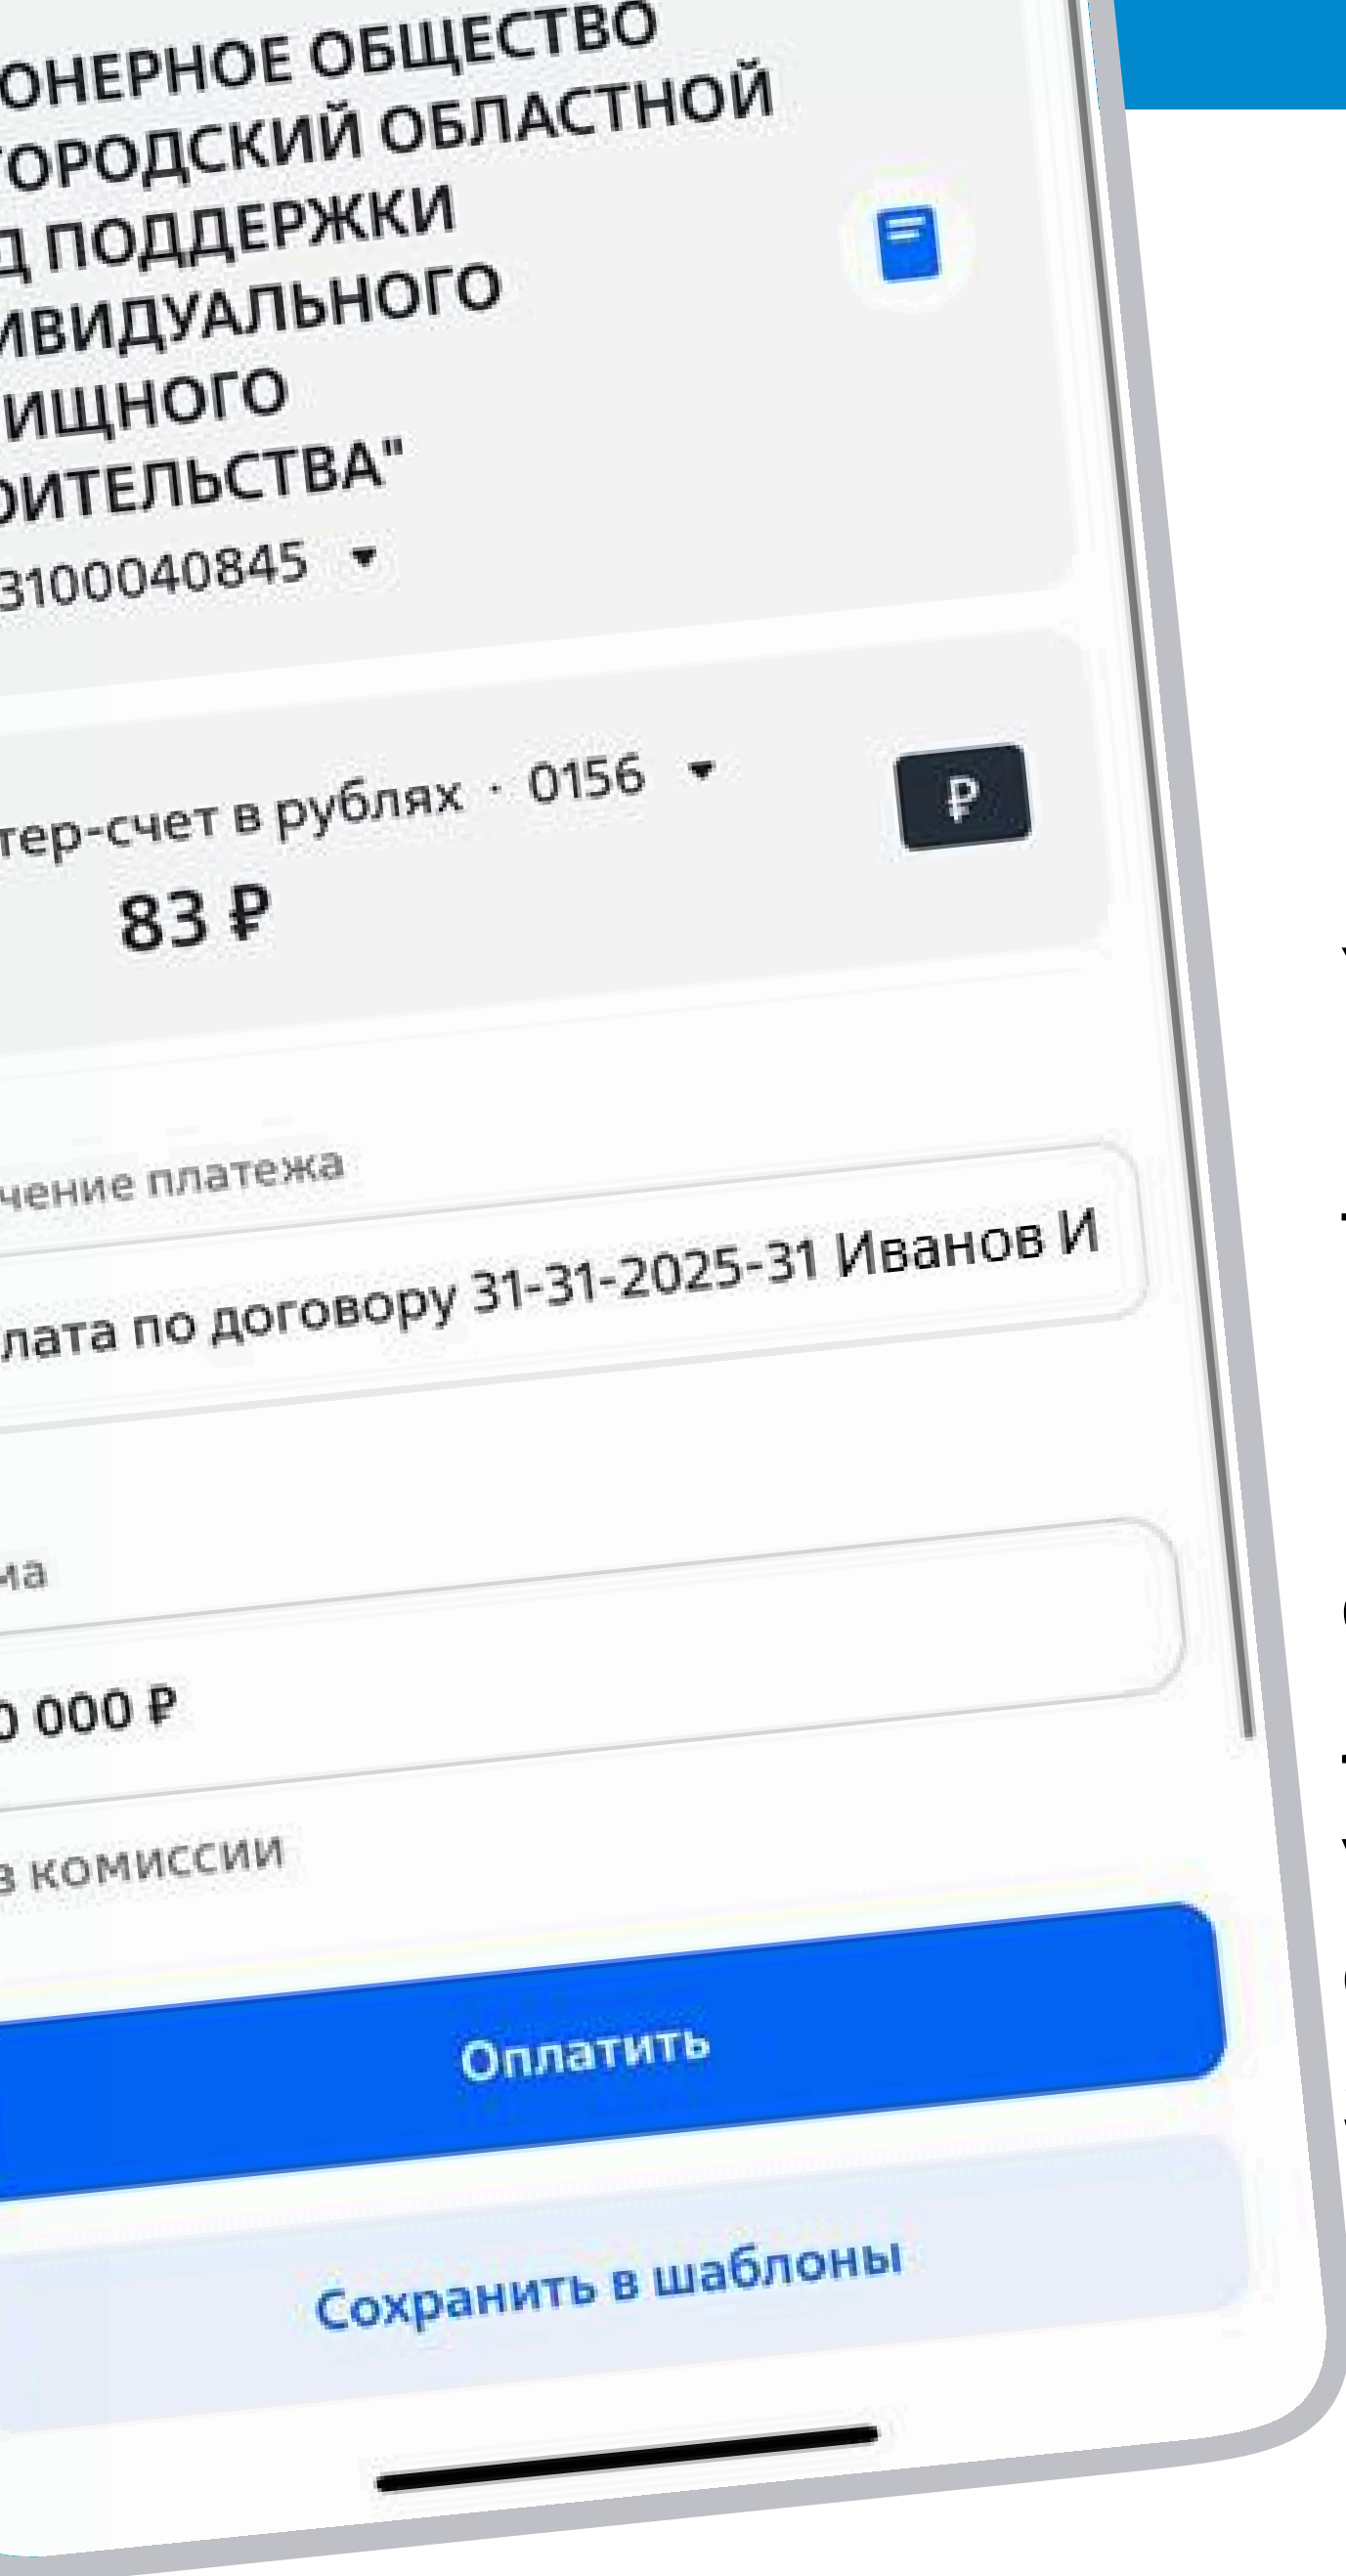 ОНЕРНОЕ ОБЩЕСТВО
ГОРОДСКИЙ ОБЛАСТНОЙ
Д ПОДДЕРЖКИ
ИВИДУАЛЬНОГО
ИЩНОГО
ОИТЕЛЬСТВА"
3100040845
тер-счет в рублях · 0156
83 ₽
₽
чение платежа
лата по договору 31-31-2025-31 Иванов И
ма
0 000 ₽
з комиссии
Оплатить
Сохранить в шаблоны